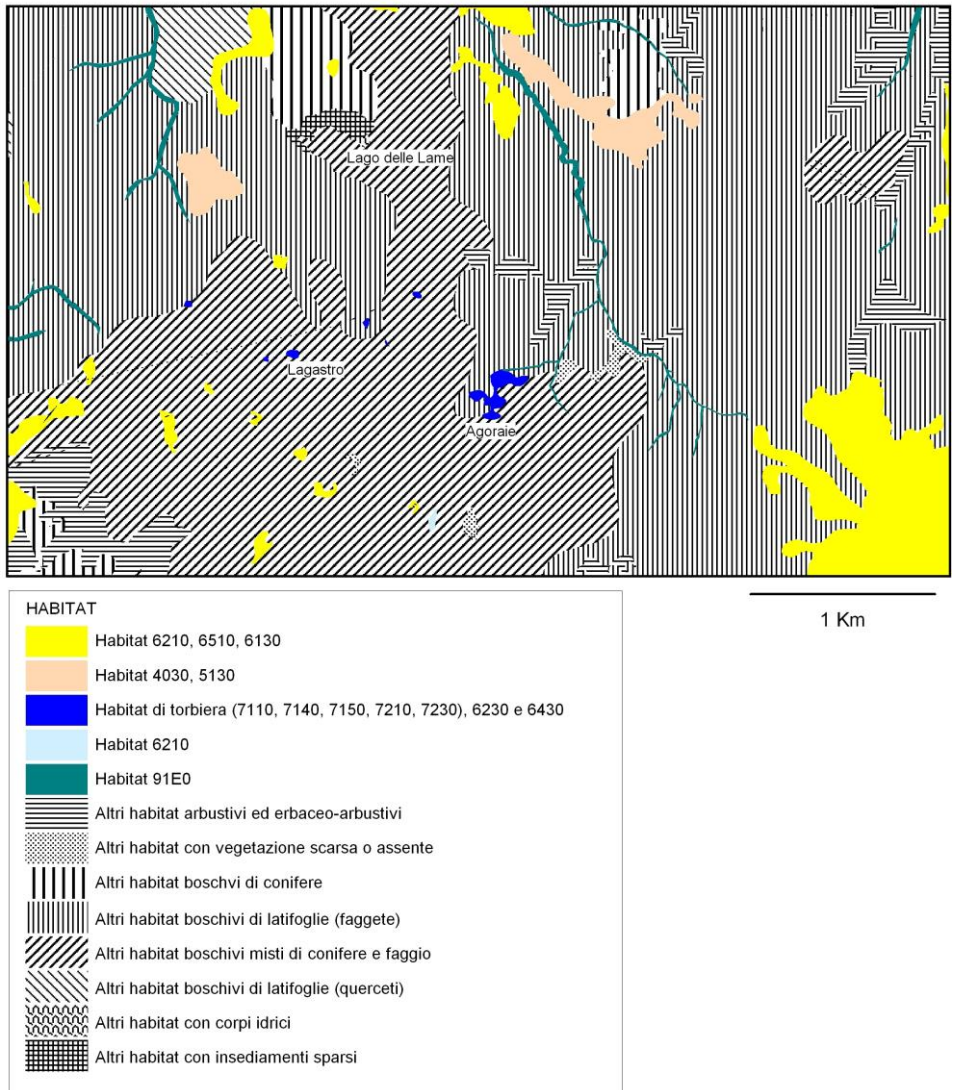 Lago delle Lame
Lagastro
Agoraie
1 Km
HABITAT
Habitat 6210, 6510, 6130
Habitat 4030, 5130
Habitat di torbiera (7110, 7140, 7150, 7210, 7230), 6230 e 6430
Habitat 6210
Habitat 91E0
Altri habitat arbustivi ed erbaceo-arbustivi
Altri habitat con vegetazione scarsa o assente
Altri habitat boschvi di conifere
Altri habitat boschivi di latifoglie (faggete)
Altri habitat boschivi misti di conifere e faggio
Altri habitat boschivi di latifoglie (querceti)
Altri habitat con corpi idrici
Altri habitat con insediamenti sparsi